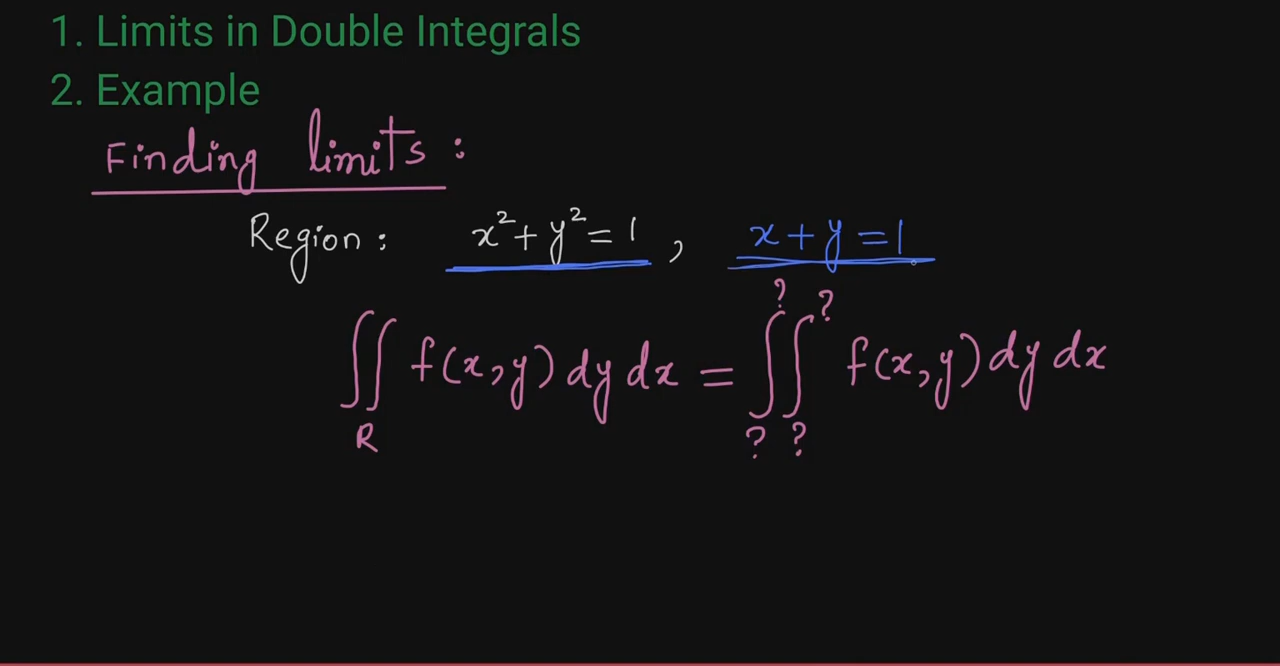 1. Limits in Double Integrals
2. Example
Finding limits :
Region : x²+y²=1 , x+y=1
∬_R f(x,y) dy dx = ∫_?^? ∫_?^? f(x,y) dy dx